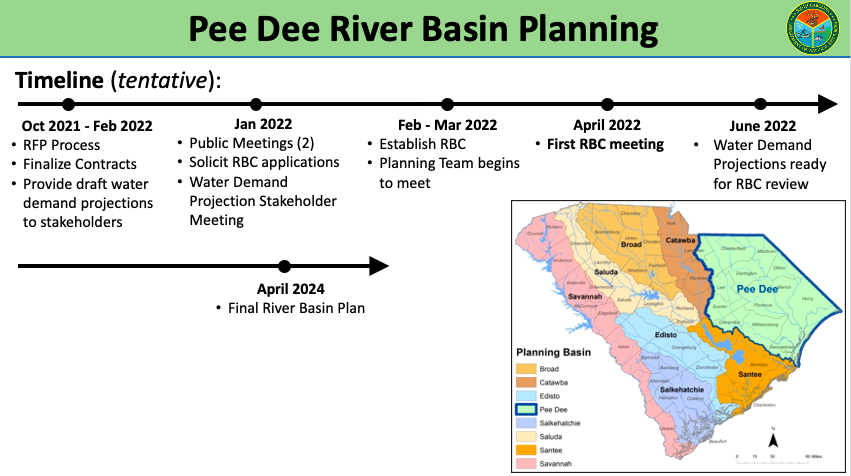 Pee Dee River Basin Planning
Timeline (tentative):
Oct 2021 - Feb 2022
• RFP Process
• Finalize Contracts
• Provide draft water
demand projections
to stakeholders
Jan 2022
• Public Meetings (2)
• Solicit RBC applications
• Water Demand
Projection Stakeholder
Meeting
Feb - Mar 2022
• Establish RBC
• Planning Team begins
to meet
April 2022
• First RBC meeting
June 2022
• Water Demand
Projections ready
for RBC review
April 2024
• Final River Basin Plan
Broad
Catawba
Saluda
Pee Dee
Savannah
Edisto
Santee
Salkehatchie
Planning Basin
Broad
Catawba
Edisto
Pee Dee
Salkehatchie
Saluda
Santee
Savannah
N
0 15 30 60 Miles